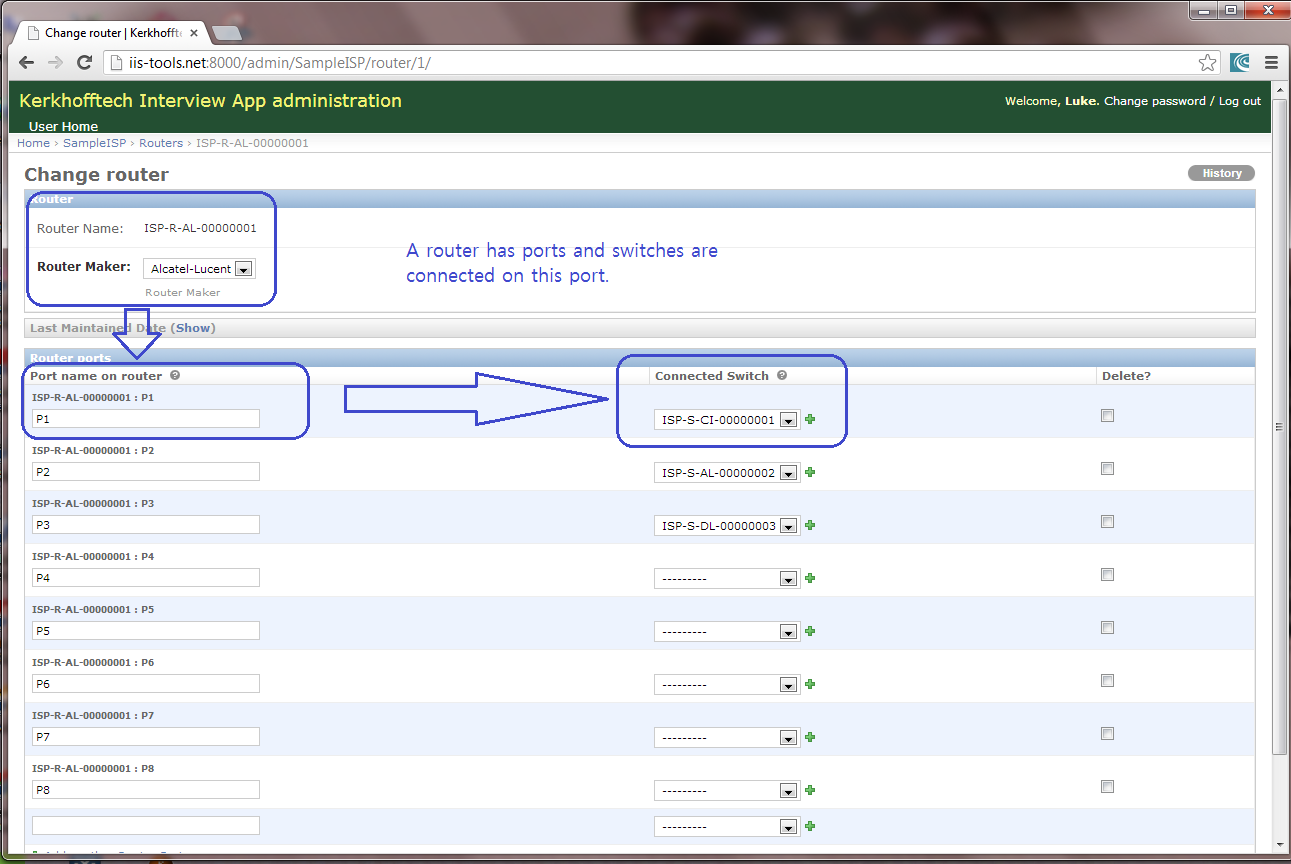 Change router | Kerkhofft
iis-tools.net:8000/admin/SampleISP/router/1/
Kerkhofftech Interview App administration
Welcome, Luke. Change password / Log out
User Home
Home › SampleISP › Routers › ISP-R-AL-00000001
Change router
History
Router
Router Name: ISP-R-AL-00000001
Router Maker: Alcatel-Lucent
Router Maker
A router has ports and switches are
connected on this port.
Last Maintained Date (Show)
Router ports
Port name on router Connected Switch Delete?
ISP-R-AL-00000001 : P1
P1 ISP-S-CI-00000001
ISP-R-AL-00000001 : P2
P2 ISP-S-AL-00000002
ISP-R-AL-00000001 : P3
P3 ISP-S-DL-00000003
ISP-R-AL-00000001 : P4
P4 ---------
ISP-R-AL-00000001 : P5
P5 ---------
ISP-R-AL-00000001 : P6
P6 ---------
ISP-R-AL-00000001 : P7
P7 ---------
ISP-R-AL-00000001 : P8
P8 ---------
---------